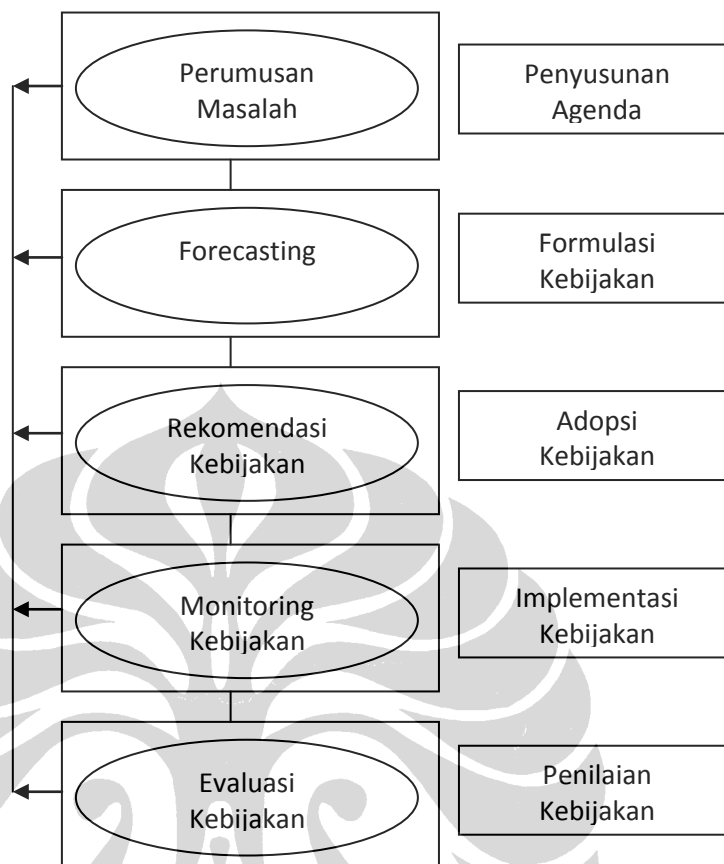 Perumusan
Masalah
Penyusunan
Agenda
Forecasting
Formulasi
Kebijakan
Rekomendasi
Kebijakan
Adopsi
Kebijakan
Monitoring
Kebijakan
Implementasi
Kebijakan
Evaluasi
Kebijakan
Penilaian
Kebijakan